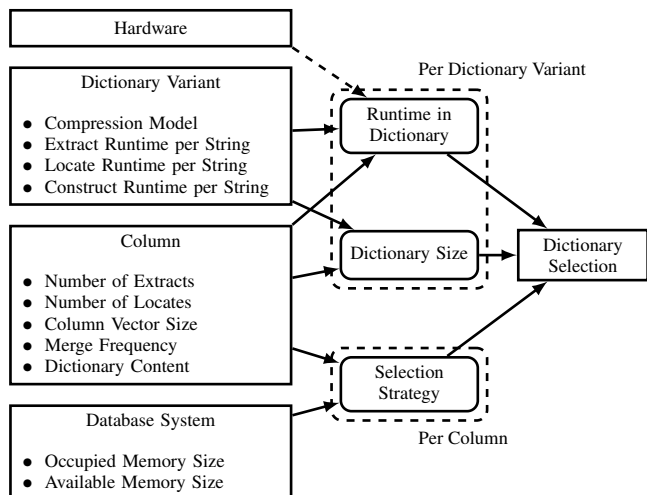 Hardware
Dictionary Variant
● Compression Model
● Extract Runtime per String
● Locate Runtime per String
● Construct Runtime per String
Column
● Number of Extracts
● Number of Locates
● Column Vector Size
● Merge Frequency
● Dictionary Content
Database System
● Occupied Memory Size
● Available Memory Size
Per Dictionary Variant
Runtime in
Dictionary
Dictionary Size
Selection
Strategy
Per Column
Dictionary
Selection